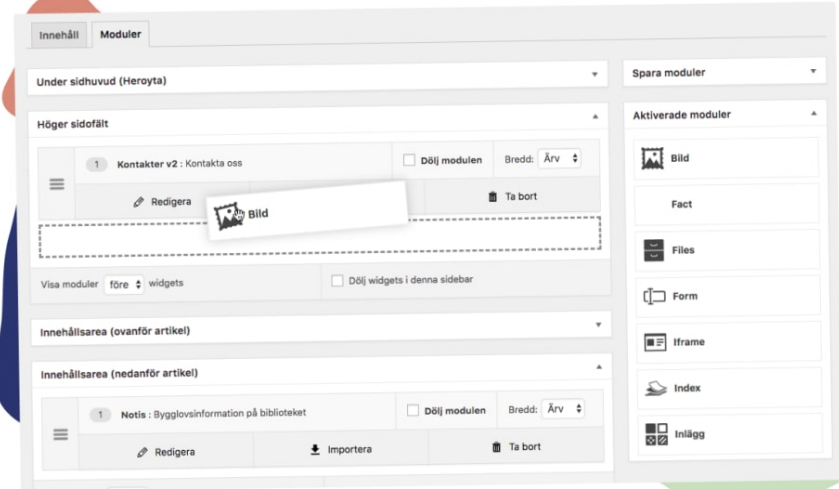 Innehåll Moduler
Under sidhuvud (Heroyta)
Höger sidofält
1 Kontakter v2 : Kontakta oss Dölj modulen Bredd: Ärv
Redigera Ta bort
Bild
Visa moduler före widgets Dölj widgets i denna sidebar
Innehållsarea (ovanför artikel)
Innehållsarea (nedanför artikel)
1 Notis : Bygglovsinformation på biblioteket Dölj modulen Bredd: Ärv
Redigera Importera Ta bort
Spara moduler
Aktiverade moduler
Bild
Fact
Files
Form
Iframe
Index
Inlägg